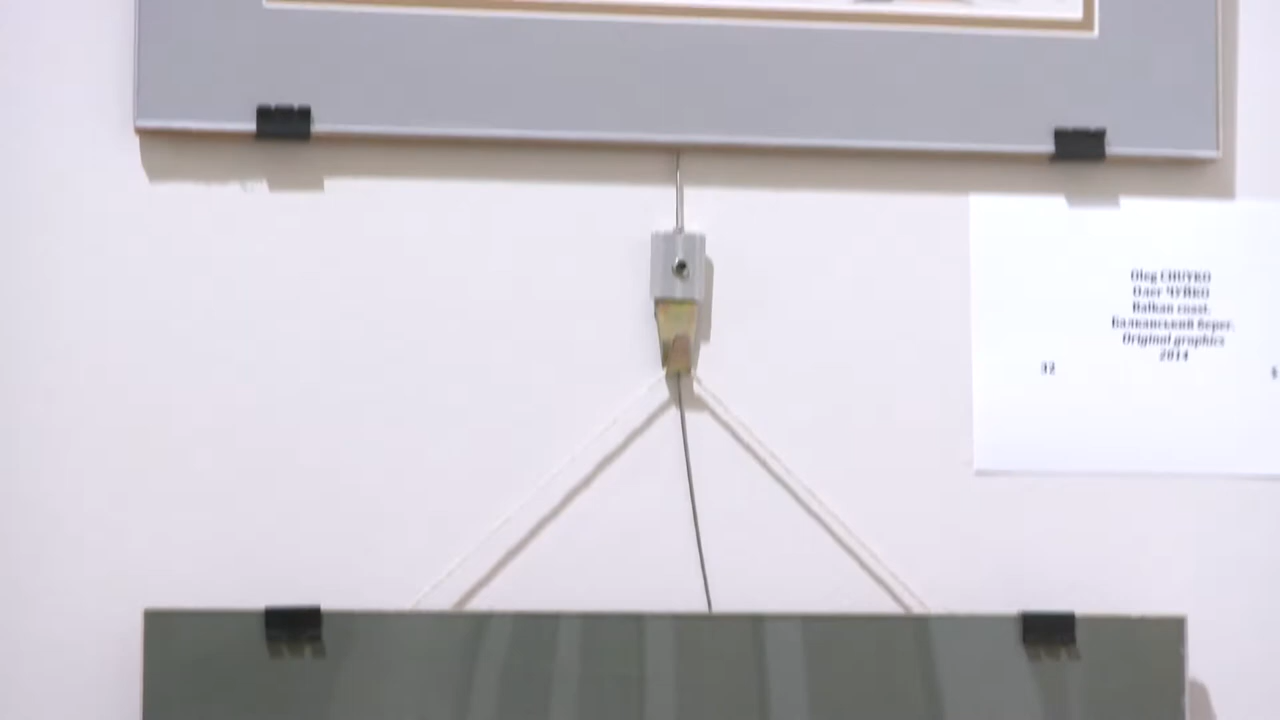 Oleg CHUYKO
Олег ЧУЙКО
Balkan coast.
Балканський берег.
Original graphics
2014
32